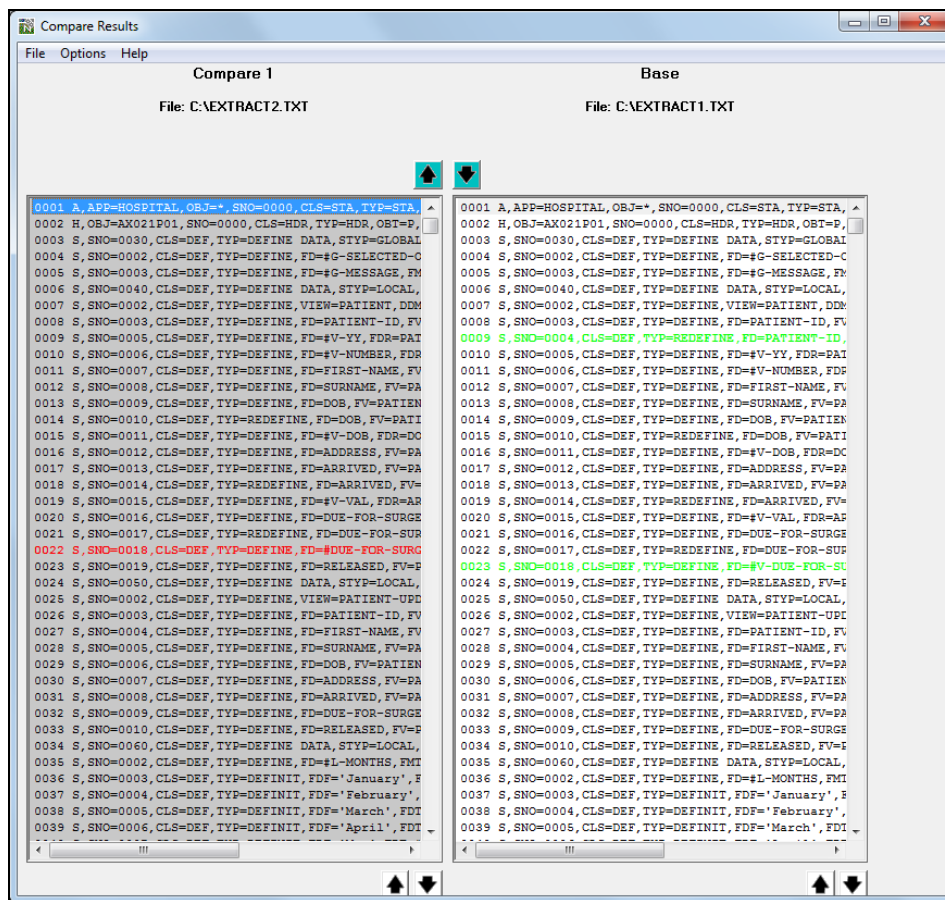 Compare Results
File Options Help
Compare 1
File: C:\EXTRACT2.TXT
0001 A,APP=HOSPITAL,OBJ=*,SNO=0000,CLS=STA,TYP=STA,
0002 H,OBJ=AX021P01,SNO=0000,CLS=HDR,TYP=HDR,OBT=P,
0003 S,SNO=0030,CLS=DEF,TYP=DEFINE DATA,STYP=GLOBAL
0004 S,SNO=0002,CLS=DEF,TYP=DEFINE,FD=#G-SELECTED-C
0005 S,SNO=0003,CLS=DEF,TYP=DEFINE,FD=#G-MESSAGE,FM
0006 S,SNO=0040,CLS=DEF,TYP=DEFINE DATA,STYP=LOCAL,
0007 S,SNO=0002,CLS=DEF,TYP=DEFINE,VIEW=PATIENT,DDM
0008 S,SNO=0003,CLS=DEF,TYP=DEFINE,FD=PATIENT-ID,FV
0009 S,SNO=0005,CLS=DEF,TYP=DEFINE,FD=#V-YY,FDR=PAT
0010 S,SNO=0006,CLS=DEF,TYP=DEFINE,FD=#V-NUMBER,FDR
0011 S,SNO=0007,CLS=DEF,TYP=DEFINE,FD=FIRST-NAME,FV
0012 S,SNO=0008,CLS=DEF,TYP=DEFINE,FD=SURNAME,FV=PA
0013 S,SNO=0009,CLS=DEF,TYP=DEFINE,FD=DOB,FV=PATIEN
0014 S,SNO=0010,CLS=DEF,TYP=REDEFINE,FD=DOB,FV=PATI
0015 S,SNO=0011,CLS=DEF,TYP=DEFINE,FD=#V-DOB,FDR=DO
0016 S,SNO=0012,CLS=DEF,TYP=DEFINE,FD=ADDRESS,FV=PA
0017 S,SNO=0013,CLS=DEF,TYP=DEFINE,FD=ARRIVED,FV=PA
0018 S,SNO=0014,CLS=DEF,TYP=REDEFINE,FD=ARRIVED,FV=
0019 S,SNO=0015,CLS=DEF,TYP=DEFINE,FD=#V-VAL,FDR=AR
0020 S,SNO=0016,CLS=DEF,TYP=DEFINE,FD=DUE-FOR-SURGE
0021 S,SNO=0017,CLS=DEF,TYP=REDEFINE,FD=DUE-FOR-SUR
0022 S,SNO=0018,CLS=DEF,TYP=DEFINE,FD=#DUE-FOR-SURG
0023 S,SNO=0019,CLS=DEF,TYP=DEFINE,FD=RELEASED,FV=P
0024 S,SNO=0050,CLS=DEF,TYP=DEFINE DATA,STYP=LOCAL,
0025 S,SNO=0002,CLS=DEF,TYP=DEFINE,VIEW=PATIENT-UPD
0026 S,SNO=0003,CLS=DEF,TYP=DEFINE,FD=PATIENT-ID,FV
0027 S,SNO=0004,CLS=DEF,TYP=DEFINE,FD=FIRST-NAME,FV
0028 S,SNO=0005,CLS=DEF,TYP=DEFINE,FD=SURNAME,FV=PA
0029 S,SNO=0006,CLS=DEF,TYP=DEFINE,FD=DOB,FV=PATIEN
0030 S,SNO=0007,CLS=DEF,TYP=DEFINE,FD=ADDRESS,FV=PA
0031 S,SNO=0008,CLS=DEF,TYP=DEFINE,FD=ARRIVED,FV=PA
0032 S,SNO=0009,CLS=DEF,TYP=DEFINE,FD=DUE-FOR-SURGE
0033 S,SNO=0010,CLS=DEF,TYP=DEFINE,FD=RELEASED,FV=P
0034 S,SNO=0060,CLS=DEF,TYP=DEFINE DATA,STYP=LOCAL,
0035 S,SNO=0002,CLS=DEF,TYP=DEFINE,FD=#L-MONTHS,FMT
0036 S,SNO=0003,CLS=DEF,TYP=DEFINIT,FDF='January',F
0037 S,SNO=0004,CLS=DEF,TYP=DEFINIT,FDF='February',
0038 S,SNO=0005,CLS=DEF,TYP=DEFINIT,FDF='March',FDT
0039 S,SNO=0006,CLS=DEF,TYP=DEFINIT,FDF='April',FDT
Base
File: C:\EXTRACT1.TXT
0001 A,APP=HOSPITAL,OBJ=*,SNO=0000,CLS=STA,TYP=STA,
0002 H,OBJ=AX021P01,SNO=0000,CLS=HDR,TYP=HDR,OBT=P,
0003 S,SNO=0030,CLS=DEF,TYP=DEFINE DATA,STYP=GLOBAL
0004 S,SNO=0002,CLS=DEF,TYP=DEFINE,FD=#G-SELECTED-C
0005 S,SNO=0003,CLS=DEF,TYP=DEFINE,FD=#G-MESSAGE,FM
0006 S,SNO=0040,CLS=DEF,TYP=DEFINE DATA,STYP=LOCAL,
0007 S,SNO=0002,CLS=DEF,TYP=DEFINE,VIEW=PATIENT,DDM
0008 S,SNO=0003,CLS=DEF,TYP=DEFINE,FD=PATIENT-ID,FV
0009 S,SNO=0004,CLS=DEF,TYP=REDEFINE,FD=PATIENT-ID,
0010 S,SNO=0005,CLS=DEF,TYP=DEFINE,FD=#V-YY,FDR=PAT
0011 S,SNO=0006,CLS=DEF,TYP=DEFINE,FD=#V-NUMBER,FDR
0012 S,SNO=0007,CLS=DEF,TYP=DEFINE,FD=FIRST-NAME,FV
0013 S,SNO=0008,CLS=DEF,TYP=DEFINE,FD=SURNAME,FV=PA
0014 S,SNO=0009,CLS=DEF,TYP=DEFINE,FD=DOB,FV=PATIEN
0015 S,SNO=0010,CLS=DEF,TYP=REDEFINE,FD=DOB,FV=PATI
0016 S,SNO=0011,CLS=DEF,TYP=DEFINE,FD=#V-DOB,FDR=DO
0017 S,SNO=0012,CLS=DEF,TYP=DEFINE,FD=ADDRESS,FV=PA
0018 S,SNO=0013,CLS=DEF,TYP=DEFINE,FD=ARRIVED,FV=PA
0019 S,SNO=0014,CLS=DEF,TYP=REDEFINE,FD=ARRIVED,FV=
0020 S,SNO=0015,CLS=DEF,TYP=DEFINE,FD=#V-VAL,FDR=AR
0021 S,SNO=0016,CLS=DEF,TYP=DEFINE,FD=DUE-FOR-SURGE
0022 S,SNO=0017,CLS=DEF,TYP=REDEFINE,FD=DUE-FOR-SUR
0023 S,SNO=0018,CLS=DEF,TYP=DEFINE,FD=#V-DUE-FOR-SU
0024 S,SNO=0019,CLS=DEF,TYP=DEFINE,FD=RELEASED,FV=P
0025 S,SNO=0050,CLS=DEF,TYP=DEFINE DATA,STYP=LOCAL,
0026 S,SNO=0002,CLS=DEF,TYP=DEFINE,VIEW=PATIENT-UPD
0027 S,SNO=0003,CLS=DEF,TYP=DEFINE,FD=PATIENT-ID,FV
0028 S,SNO=0004,CLS=DEF,TYP=DEFINE,FD=FIRST-NAME,FV
0029 S,SNO=0005,CLS=DEF,TYP=DEFINE,FD=SURNAME,FV=PA
0030 S,SNO=0006,CLS=DEF,TYP=DEFINE,FD=DOB,FV=PATIEN
0031 S,SNO=0007,CLS=DEF,TYP=DEFINE,FD=ADDRESS,FV=PA
0032 S,SNO=0008,CLS=DEF,TYP=DEFINE,FD=ARRIVED,FV=PA
0033 S,SNO=0009,CLS=DEF,TYP=DEFINE,FD=DUE-FOR-SURGE
0034 S,SNO=0010,CLS=DEF,TYP=DEFINE,FD=RELEASED,FV=P
0035 S,SNO=0060,CLS=DEF,TYP=DEFINE DATA,STYP=LOCAL,
0036 S,SNO=0002,CLS=DEF,TYP=DEFINE,FD=#L-MONTHS,FMT
0037 S,SNO=0003,CLS=DEF,TYP=DEFINIT,FDF='January',F
0038 S,SNO=0004,CLS=DEF,TYP=DEFINIT,FDF='February',
0039 S,SNO=0005,CLS=DEF,TYP=DEFINIT,FDF='March',FDT